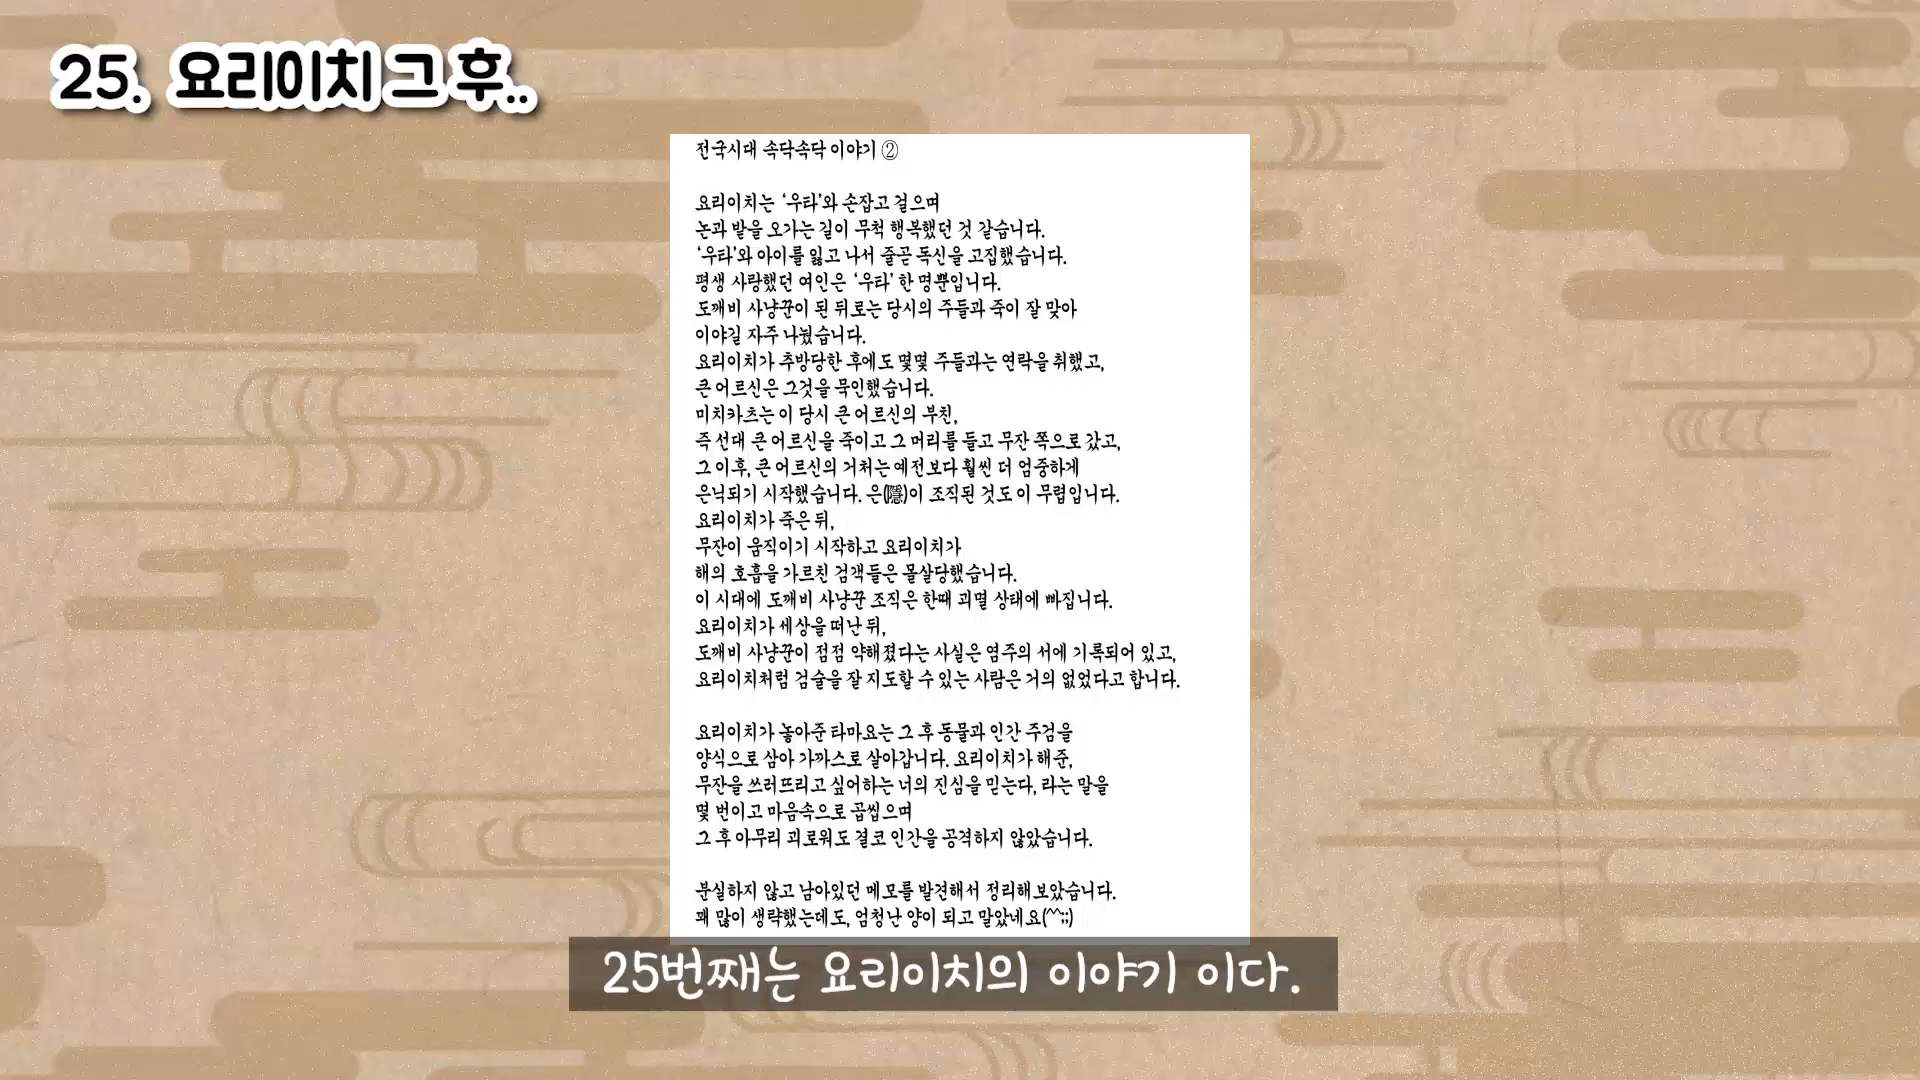 25. 요리이치 그 후..
전국시대 속닥속닥 이야기 ②
요리이치는 ‘우타’와 손잡고 걸으며
논과 밭을 오가는 길이 무척 행복했던 것 같습니다.
‘우타’와 아이를 잃고 나서 줄곧 독신을 고집했습니다.
평생 사랑했던 여인은 ‘우타’ 한 명뿐입니다.
도깨비 사냥꾼이 된 뒤로는 당시의 주들과 죽이 잘 맞아
이야길 자주 나눴습니다.
요리이치가 추방당한 후에도 몇몇 주들과는 연락을 취했고,
큰 어르신은 그것을 묵인했습니다.
미치카츠는 이 당시 큰 어르신의 부친,
즉 선대 큰 어르신을 죽이고 그 머리를 들고 무잔 쪽으로 갔고,
그 이후, 큰 어르신의 거처는 예전보다 훨씬 더 엄중하게
은닉되기 시작했습니다. 은(隱)이 조직된 것도 이 무렵입니다.
요리이치가 죽은 뒤,
무잔이 움직이기 시작하고 요리이치가
해의 호흡을 가르친 검객들은 몰살당했습니다.
이 시대에 도깨비 사냥꾼 조직은 한때 괴멸 상태에 빠집니다.
요리이치가 세상을 떠난 뒤,
도깨비 사냥꾼이 점점 약해졌다는 사실은 염주의 서에 기록되어 있고,
요리이치처럼 검술을 잘 지도할 수 있는 사람은 거의 없었다고 합니다.
요리이치가 놓아준 타마요는 그 후 동물과 인간 주검을
양식으로 삼아 가까스로 살아갑니다. 요리이치가 해준,
무잔을 쓰러뜨리고 싶어하는 너의 진심을 믿는다, 라는 말을
몇 번이고 마음속으로 곱씹으며
그 후 아무리 괴로워도 결코 인간을 공격하지 않았습니다.
분실하지 않고 남아있던 메모를 발견해서 정리해보았습니다.
꽤 많이 생략했는데도, 엄청난 양이 되고 말았네요(^^;;)
25번째는 요리이치의 이야기 이다.